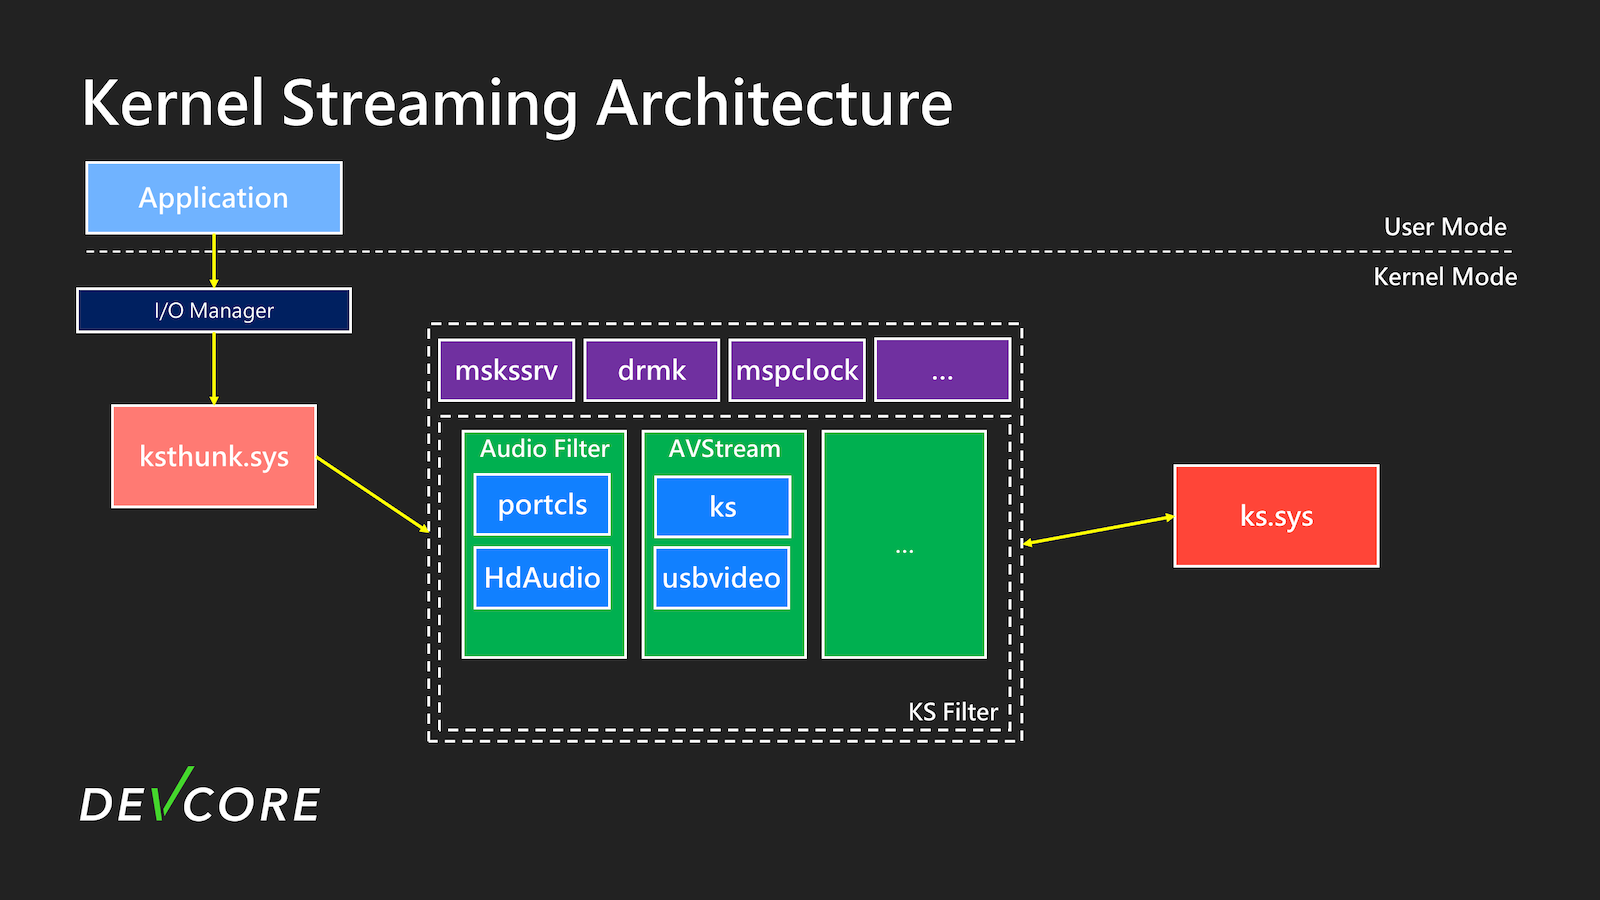 Kernel Streaming Architecture
Application
User Mode
Kernel Mode
I/O Manager
mskssrv
drmk
mspclock
...
ksthunk.sys
Audio Filter
portcls
HdAudio
AVStream
ks
usbvideo
...
KS Filter
ks.sys
DEVCORE